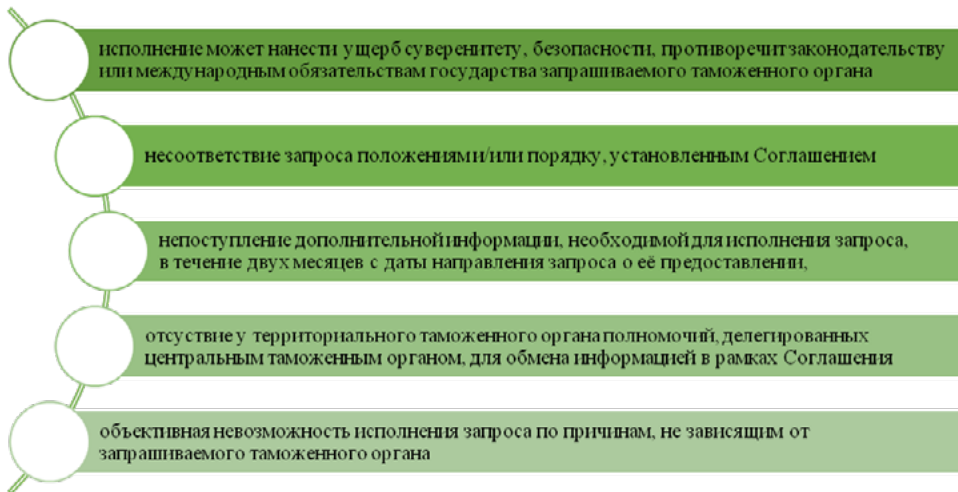 исполнение может нанести ущерб суверенитету, безопасности, противоречит законодательству
или международным обязательствам государства запрашиваемого таможенного органа
несоответствие запроса положениями/или порядку, установленным Соглашением
непоступление дополнительной информации, необходимой для исполнения запроса,
в течение двух месяцев с даты направления запроса о её предоставлении,
отсуствие у территориального таможенного органа полномочий, делегированных
центральным таможенным органом, для обмена информацией в рамках Соглашения
объективная невозможность исполнения запроса по причинам, не зависящим от
запрашиваемого таможенного органа